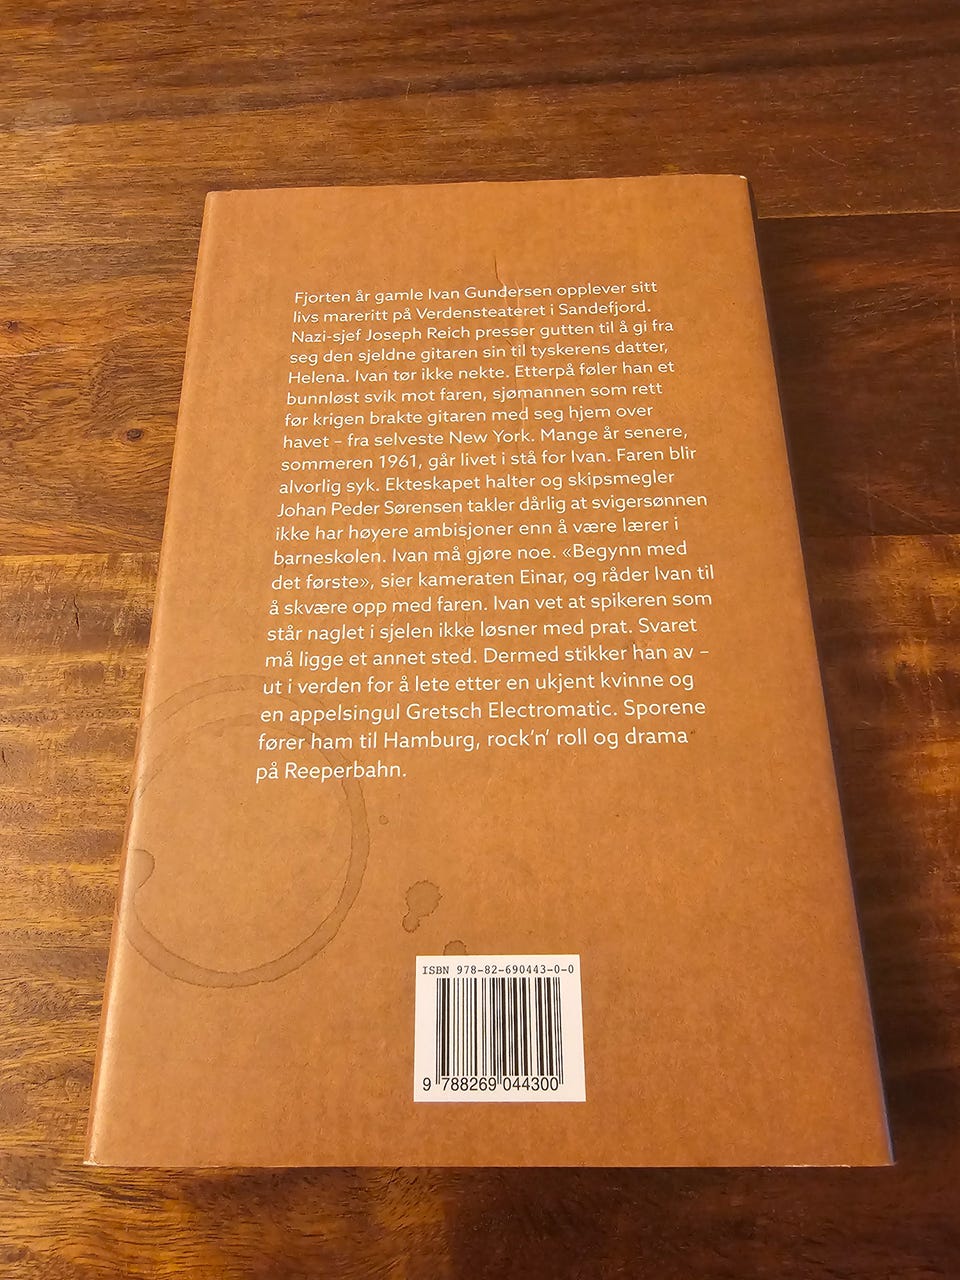 Fjorten år gamle Ivan Gundersen opplever sitt
livs mareritt på Verdensteateret i Sandefjord.
Nazi-sjef Joseph Reich presser gutten til å gi fra
seg den sjeldne gitaren sin til tyskerens datter,
Helena. Ivan tør ikke nekte. Etterpå føler han et
bunnløst svik mot faren, sjømannen som rett
før krigen brakte gitaren med seg hjem over
havet – fra selveste New York. Mange år senere,
sommeren 1961, går livet i stå for Ivan. Faren blir
alvorlig syk. Ekteskapet halter og skipsmegler
Johan Peder Sørensen takler dårlig at svigersønnen
ikke har høyere ambisjoner enn å være lærer i
barneskolen. Ivan må gjøre noe. «Begynn med
det første», sier kameraten Einar, og råder Ivan til
å skvære opp med faren. Ivan vet at spikeren som
står naglet i sjelen ikke løsner med prat. Svaret
må ligge et annet sted. Dermed stikker han av –
ut i verden for å lete etter en ukjent kvinne og
en appelsingul Gretsch Electromatic. Sporene
fører ham til Hamburg, rock’n’ roll og drama
på Reeperbahn.
ISBN 978-82-690443-0-0
9 788269 044300